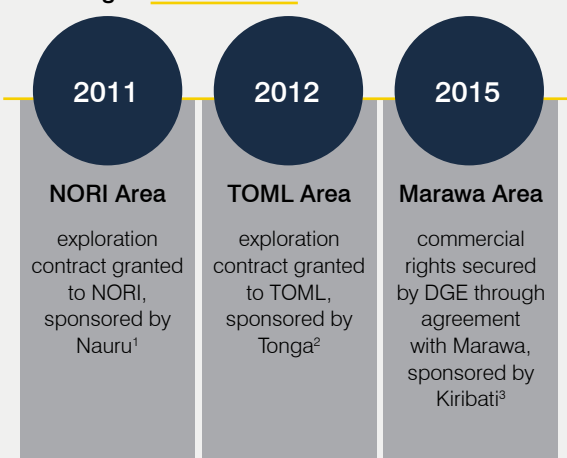 2011
2012
2015
NORI Area
exploration
contract granted
to NORI,
sponsored by
Nauru¹
TOML Area
exploration
contract granted
to TOML,
sponsored by
Tonga²
Marawa Area
commercial
rights secured
by DGE through
agreement
with Marawa,
sponsored by
Kiribati³